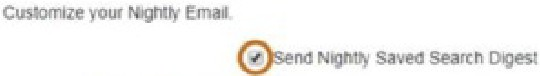 Customize your Nightly Email.
Send Nightly Saved Search Digest